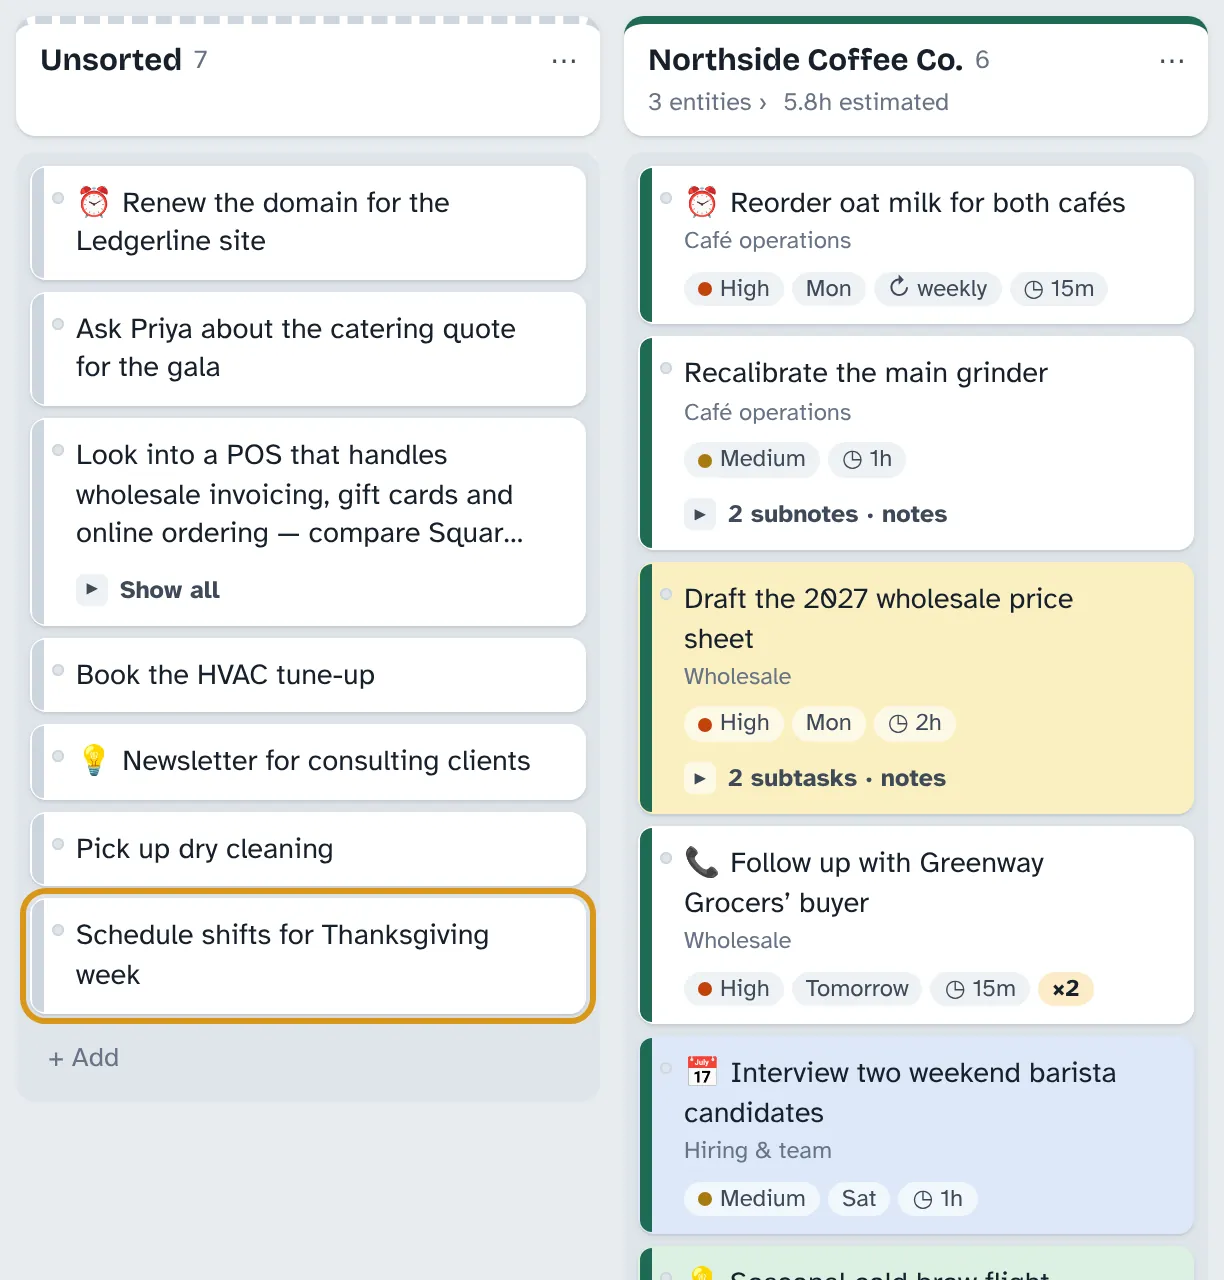 Unsorted 7 ...
Renew the domain for the
Ledgerline site
Ask Priya about the catering quote
for the gala
Look into a POS that handles
wholesale invoicing, gift cards and
online ordering — compare Squar...
Show all
Book the HVAC tune-up
Newsletter for consulting clients
Pick up dry cleaning
Schedule shifts for Thanksgiving
week
+ Add
Northside Coffee Co. 6 ...
3 entities › 5.8h estimated
Reorder oat milk for both cafés
Café operations
High Mon weekly 15m
Recalibrate the main grinder
Café operations
Medium 1h
2 subnotes · notes
Draft the 2027 wholesale price
sheet
Wholesale
High Mon 2h
2 subtasks · notes
Follow up with Greenway
Grocers’ buyer
Wholesale
High Tomorrow 15m ×2
Interview two weekend barista
candidates
Hiring & team
Medium Sat 1h